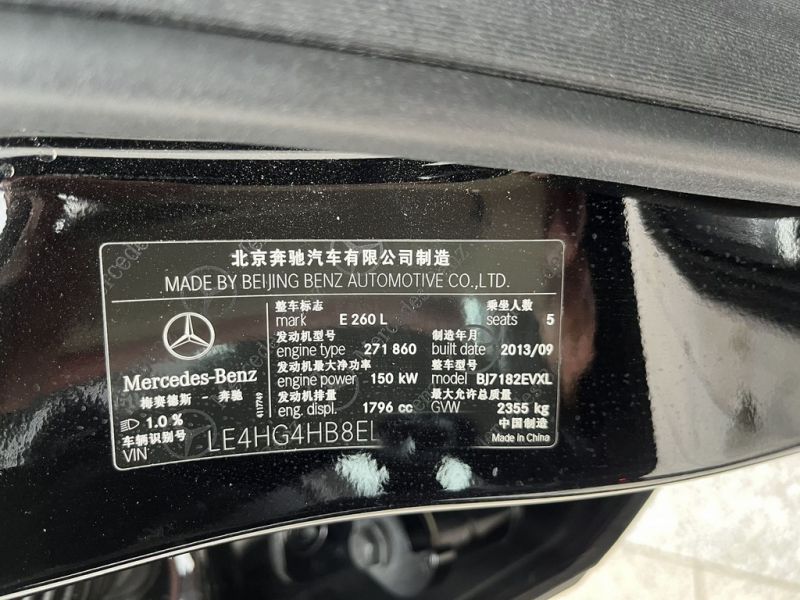 北京奔驰汽车有限公司制造
MADE BY BEIJING BENZ AUTOMOTIVE CO.,LTD.
整车标志 乘坐人数
mark E 260 L seats 5
发动机型号 制造年月
engine type 271 860 built date 2013/09
发动机最大净功率 整车型号
engine power 150 kW model BJ7182EVXL
发动机排量 最大允许总质量
eng. displ. 1796 cc GVW 2355 kg
Mercedes-Benz
梅赛德斯 - 奔驰
4117749
1.0 %
中国制造
Made in China
车辆识别号
VIN LE4HG4HB8EL